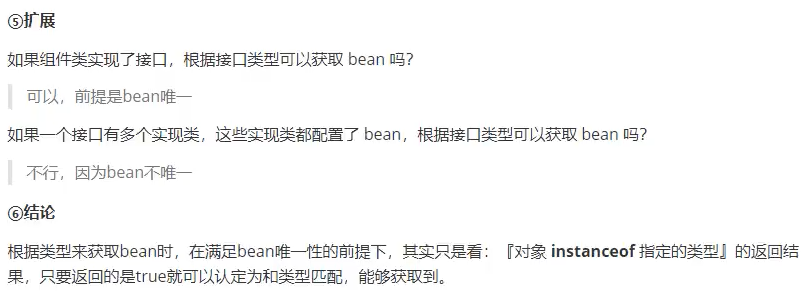 ⑤扩展
如果组件类实现了接口，根据接口类型可以获取 bean 吗？
可以，前提是bean唯一
如果一个接口有多个实现类，这些实现类都配置了 bean，根据接口类型可以获取 bean 吗？
不行，因为bean不唯一
⑥结论
根据类型来获取bean时，在满足bean唯一性的前提下，其实只是看：『对象 instanceof 指定的类型』的返回结
果，只要返回的是true就可以认定为和类型匹配，能够获取到。